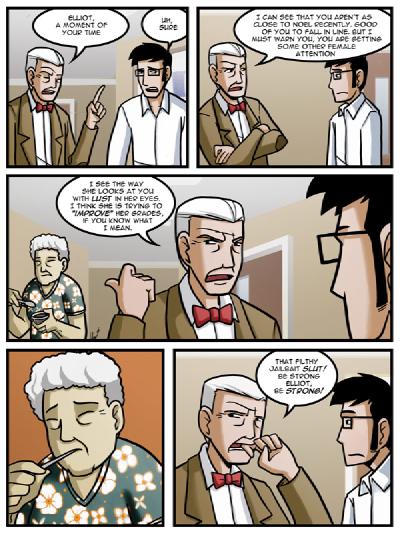 ELLIOT,
A MOMENT OF
YOUR TIME
UH,
SURE
I CAN SEE THAT YOU AREN'T AS
CLOSE TO NOEL RECENTLY, GOOD
OF YOU TO FALL IN LINE. BUT I
MUST WARN YOU, YOU ARE GETTING
SOME OTHER FEMALE
ATTENTION
I SEE THE WAY
SHE LOOKS AT YOU
WITH LUST IN HER EYES.
I THINK SHE IS TRYING TO
"IMPROVE" HER GRADES,
IF YOU KNOW WHAT
I MEAN.
THAT FILTHY
JAILBAIT SLUT!
BE STRONG
ELLIOT,
BE STRONG!